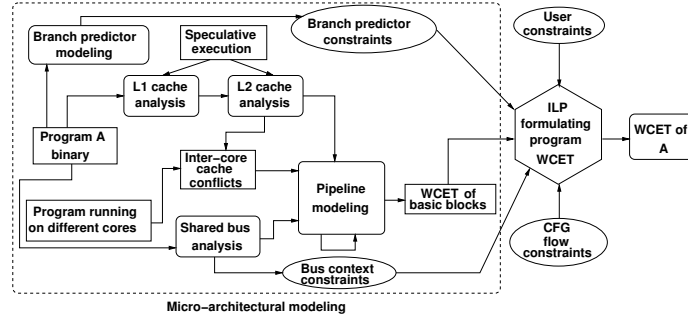 Branch predictor
modeling
Speculative
execution
Branch predictor
constraints
User
constraints
L1 cache
analysis
L2 cache
analysis
ILP
formulating
program
WCET
WCET of
A
Program A
binary
Inter−core
cache
conflicts
Pipeline
modeling
WCET of
basic blocks
Program running
on different cores
Shared bus
analysis
CFG
flow
constraints
Bus context
constraints
Micro−architectural modeling